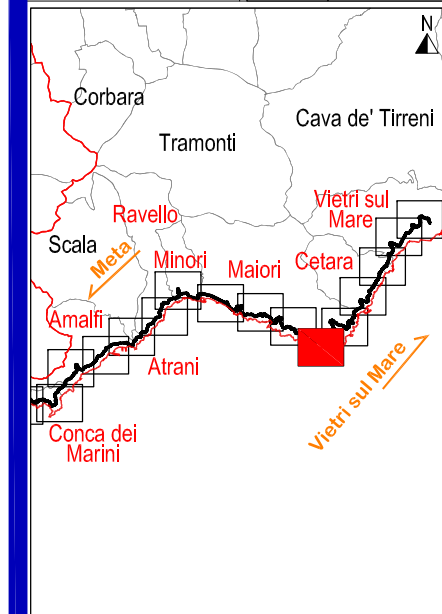 N
Corbara
Cava de' Tirreni
Tramonti
Vietri sul
Mare
Ravello
Scala
Meta
Minori
Maiori
Cetara
Amalfi
Atrani
Vietri sul Mare
Conca dei
Marini